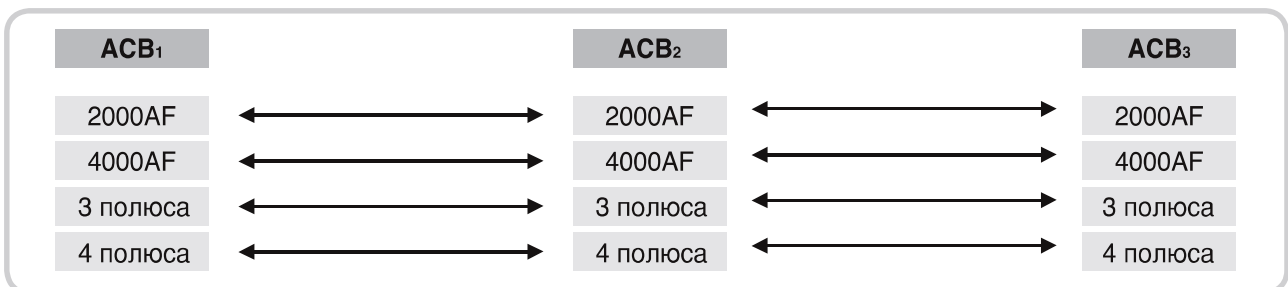 ACB1 ACB2 ACB3
2000AF 2000AF 2000AF
4000AF 4000AF 4000AF
3 полюса 3 полюса 3 полюса
4 полюса 4 полюса 4 полюса